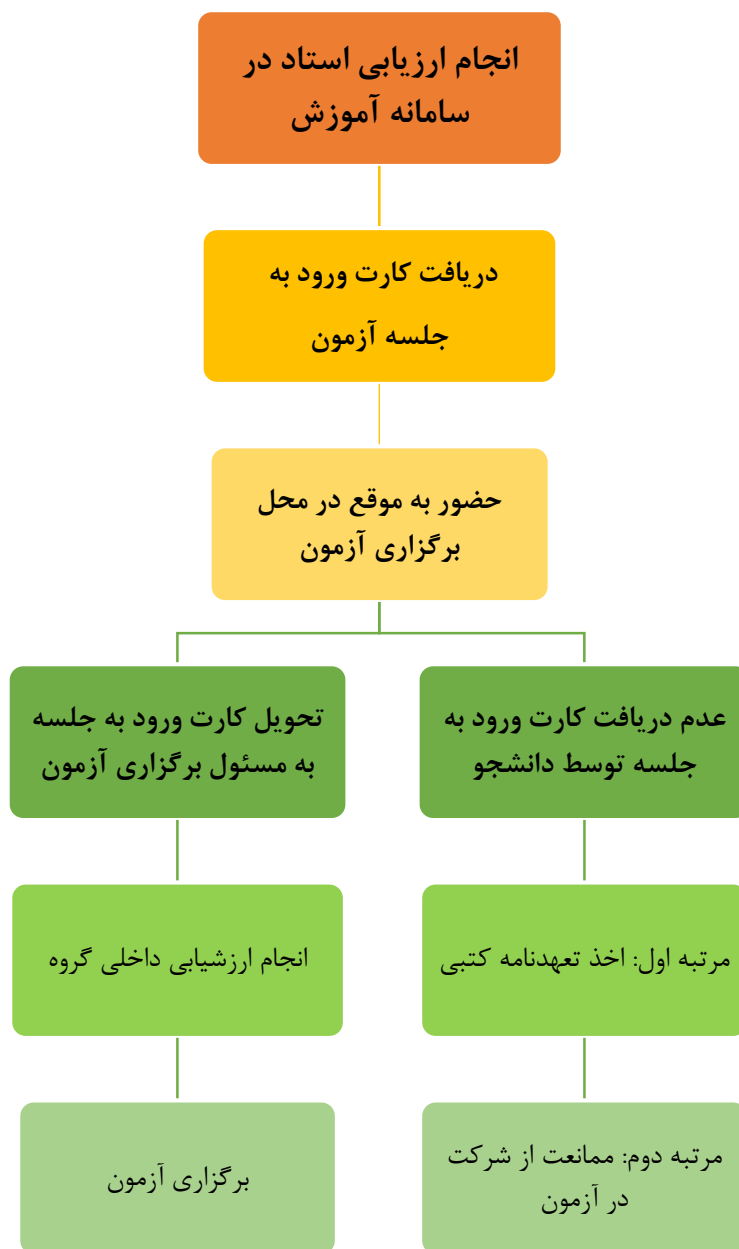 انجام ارزیابی استاد در
سامانه آموزش
دریافت کارت ورود به
جلسه آزمون
حضور به موقع در محل
برگزاری آزمون
عدم دریافت کارت ورود به
جلسه توسط دانشجو
تحویل کارت ورود به جلسه
به مسئول برگزاری آزمون
مرتبه اول: اخذ تعهدنامه کتبی
انجام ارزشیابی داخلی گروه
مرتبه دوم: ممانعت از شرکت
در آزمون
برگزاری آزمون